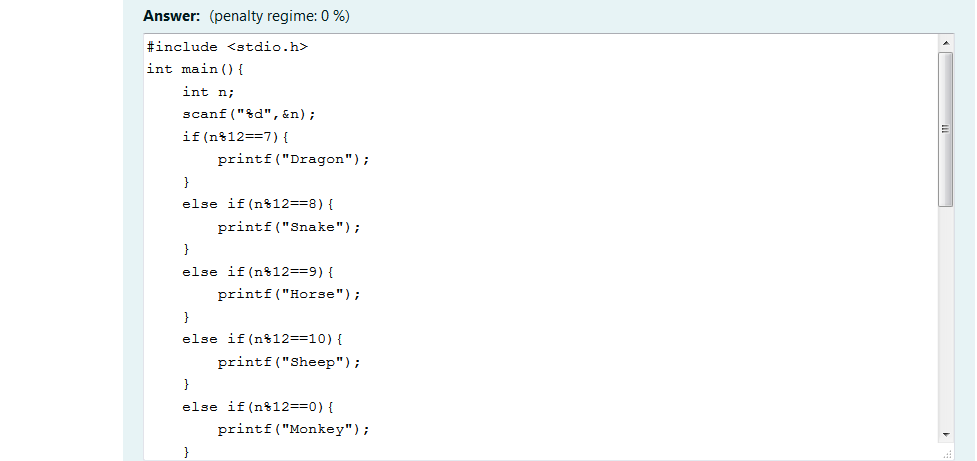 Answer: (penalty regime: 0 %)
#include <stdio.h>
int main(){
    int n;
    scanf("%d",&n);
    if(n%12==7){
        printf("Dragon");
    }
    else if(n%12==8){
        printf("Snake");
    }
    else if(n%12==9){
        printf("Horse");
    }
    else if(n%12==10){
        printf("Sheep");
    }
    else if(n%12==0){
        printf("Monkey");
    }